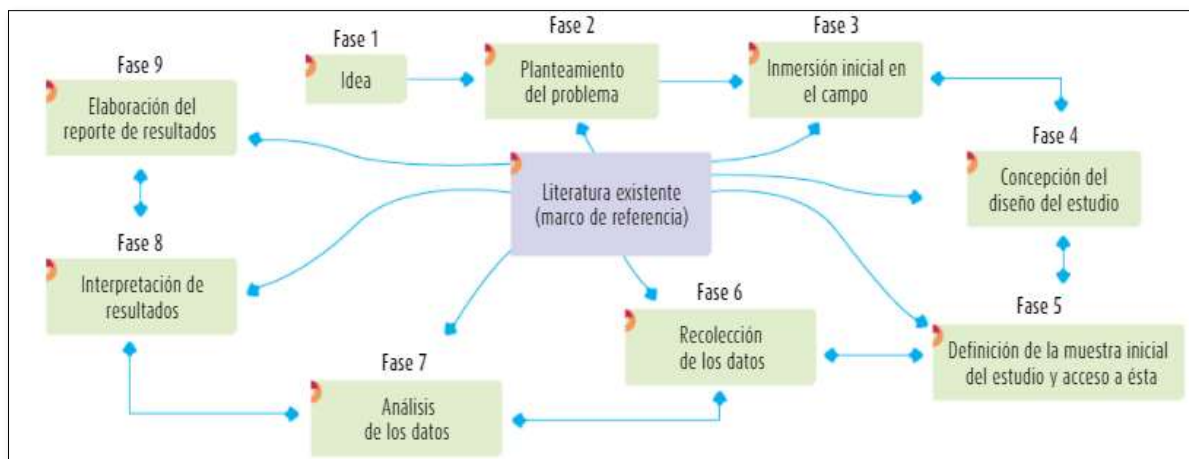 Fase 1
Idea
Fase 2
Planteamiento
del problema
Fase 3
Inmersión inicial en
el campo
Fase 4
Concepción del
diseño del estudio
Fase 5
Definición de la muestra inicial
del estudio y acceso a ésta
Fase 6
Recolección
de los datos
Fase 7
Análisis
de los datos
Fase 8
Interpretación de
resultados
Fase 9
Elaboración del
reporte de resultados
Literatura existente
(marco de referencia)